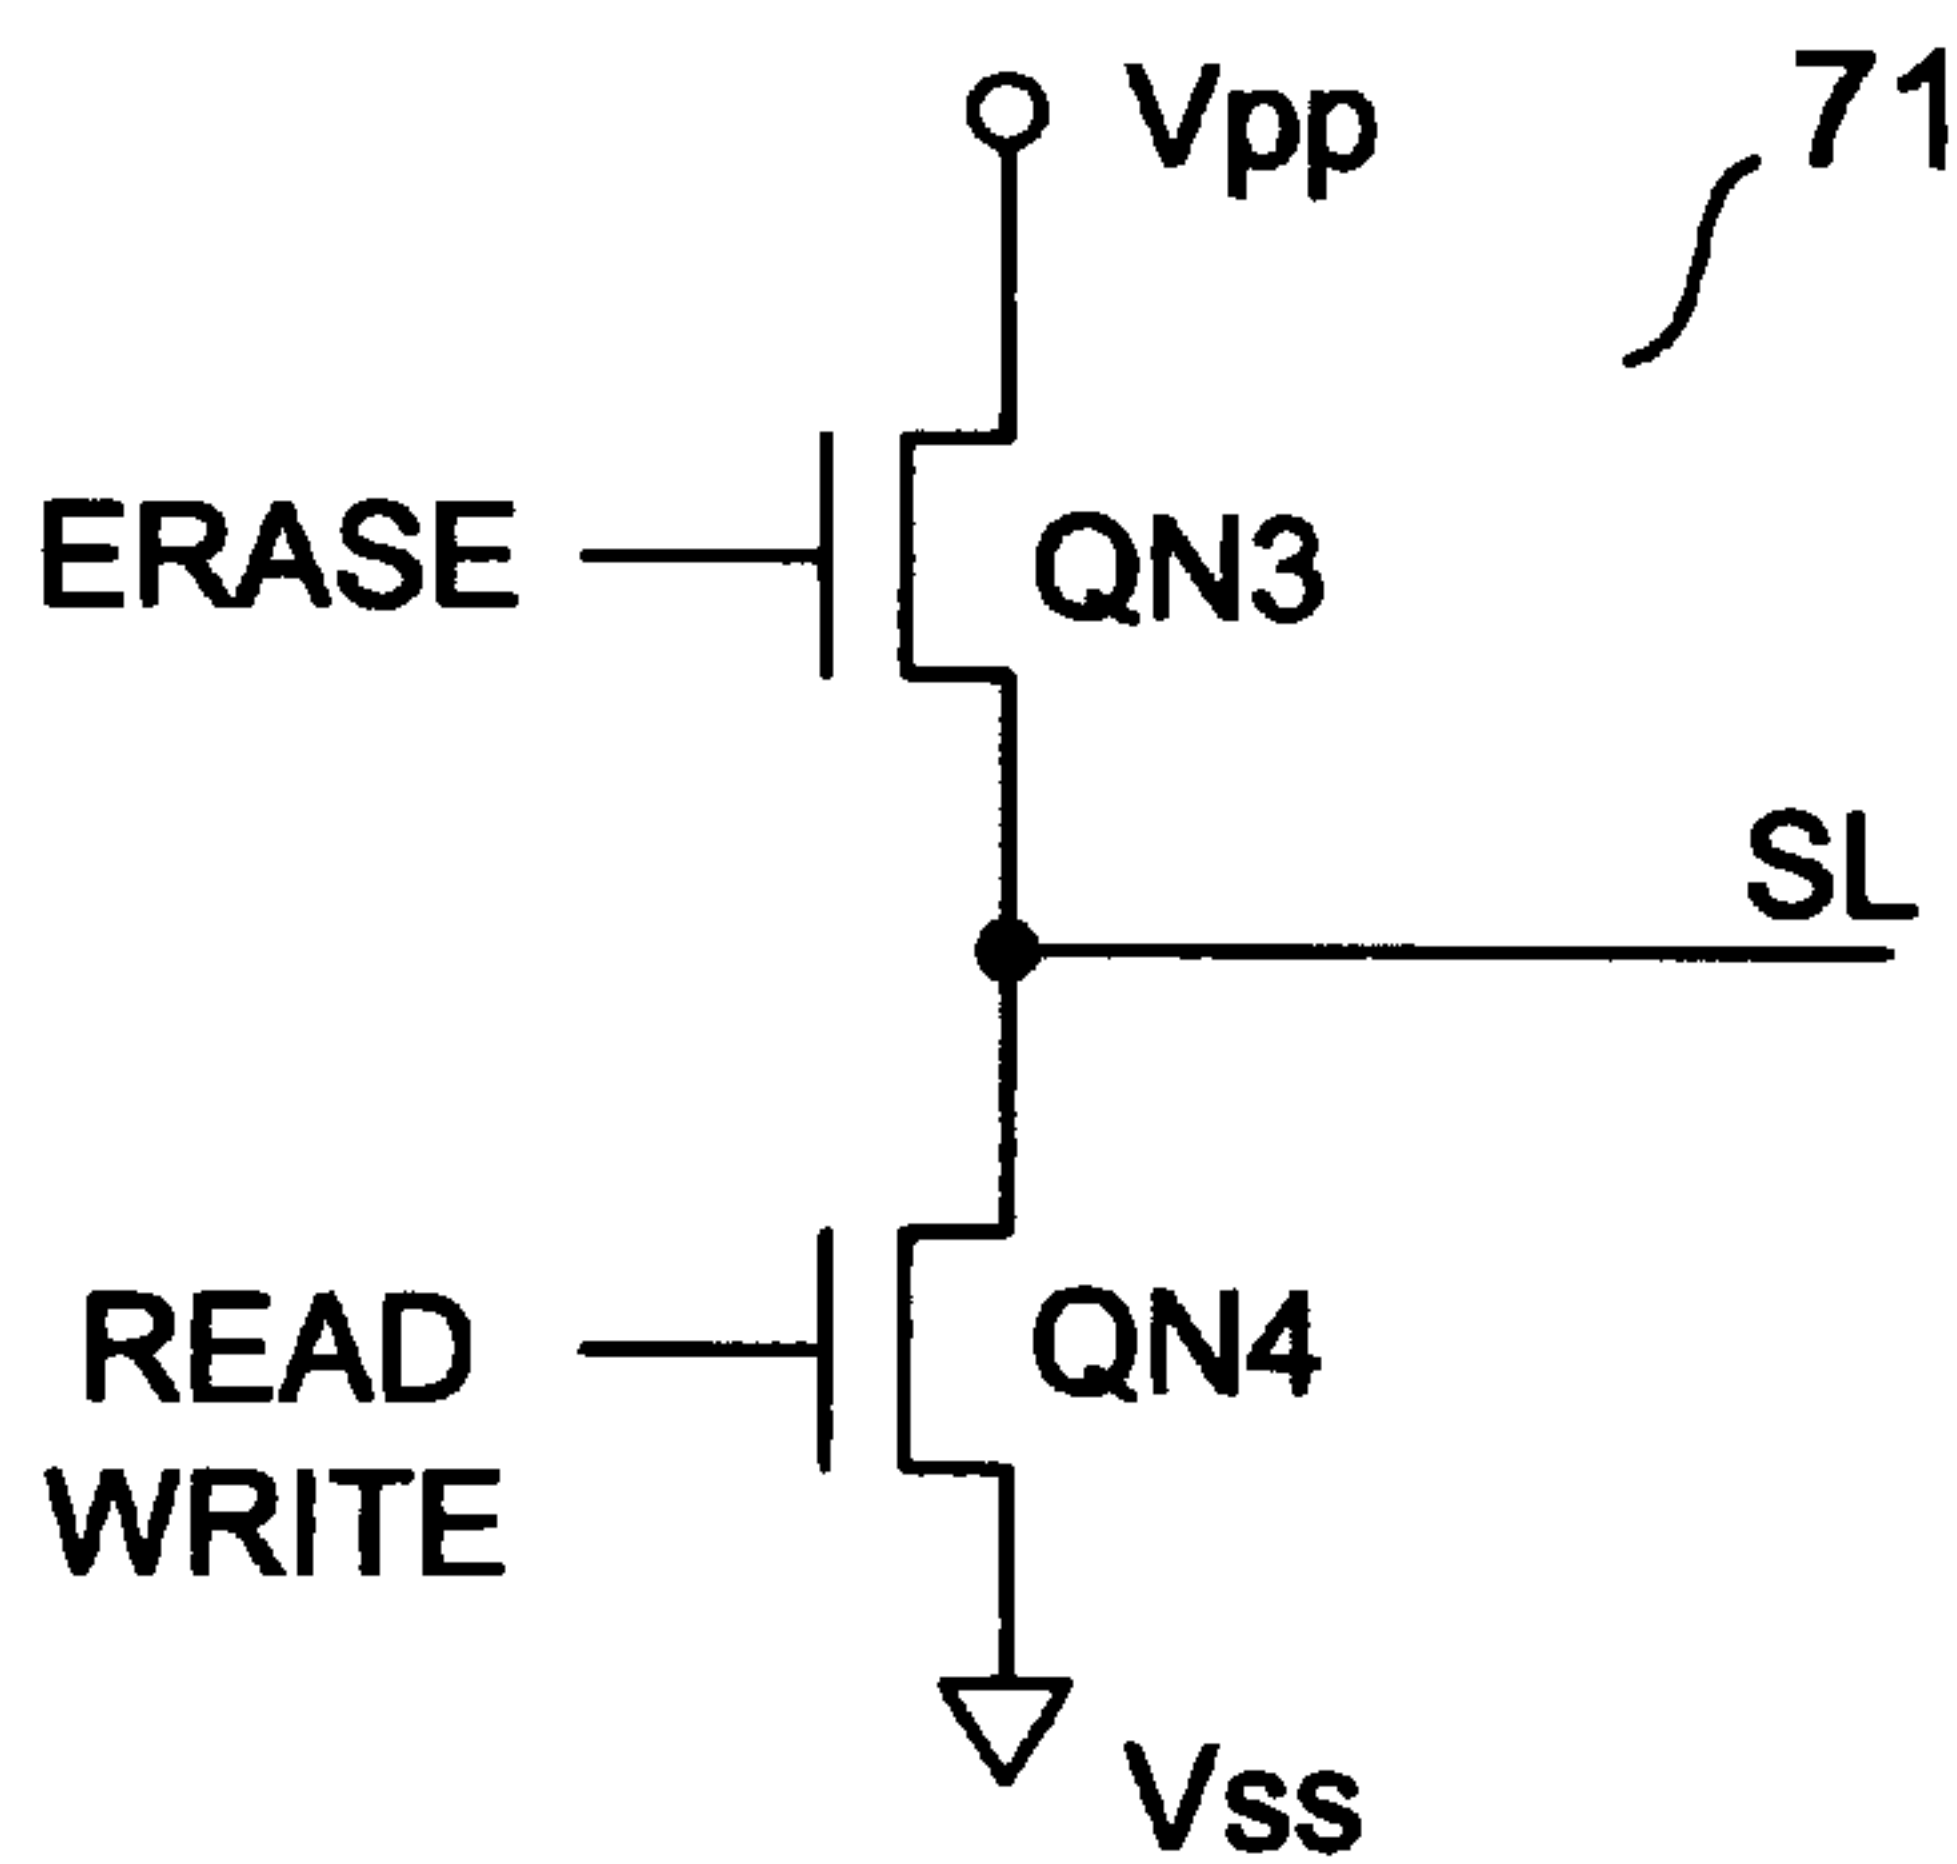 Vpp
71
ERASE
QN3
SL
READ
WRITE
QN4
Vss